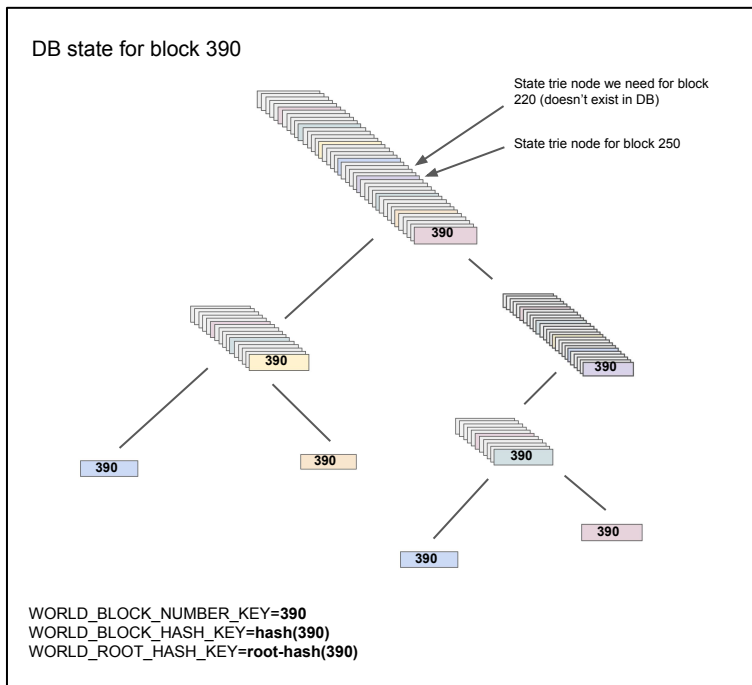 DB state for block 390
State trie node we need for block
220 (doesn't exist in DB)
State trie node for block 250
390
390
390
390
390
390
390
390
WORLD_BLOCK_NUMBER_KEY=390
WORLD_BLOCK_HASH_KEY=hash(390)
WORLD_ROOT_HASH_KEY=root-hash(390)